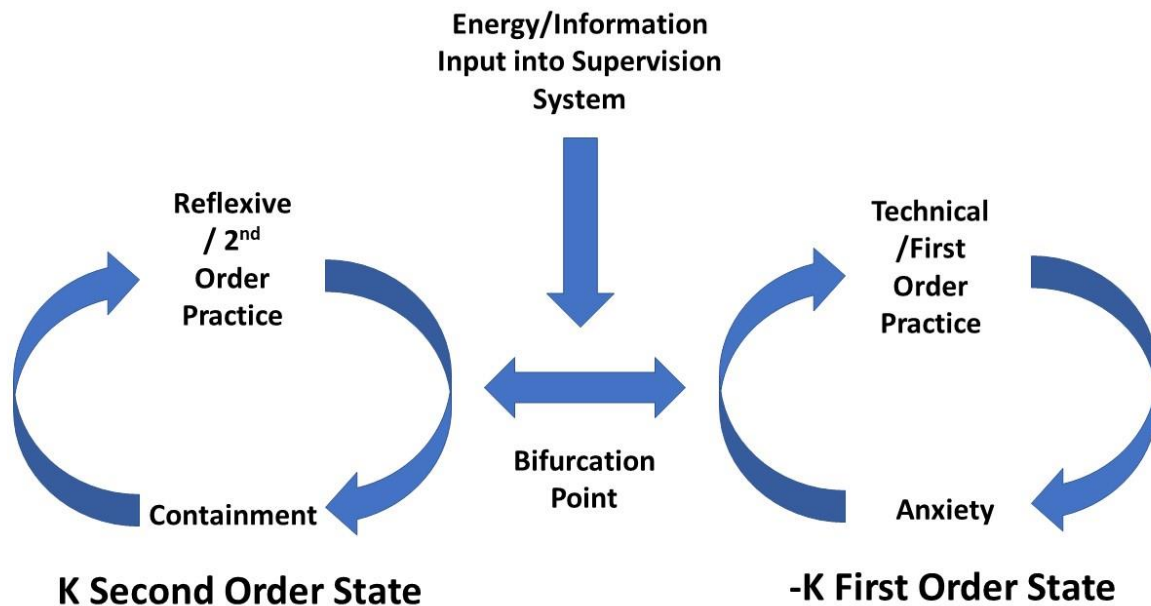 Energy/Information
Input into Supervision
System
Reflexive
/ 2nd
Order
Practice
Technical
/First
Order
Practice
Bifurcation
Point
Containment
Anxiety
K Second Order State
-K First Order State